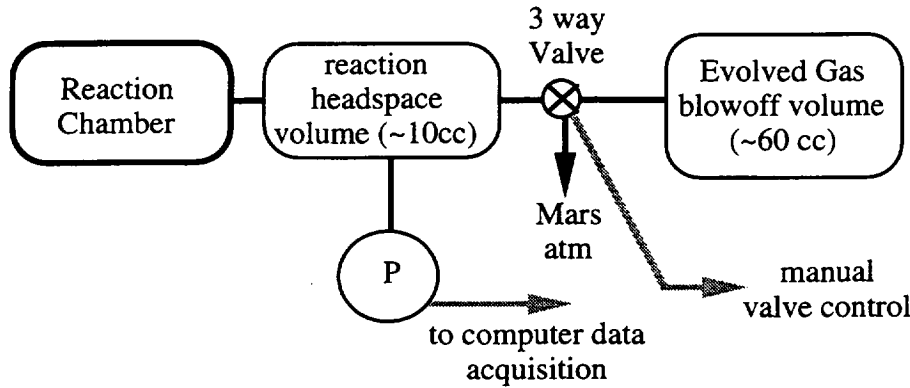 3 way
Valve
Reaction
Chamber
reaction
headspace
volume (~10cc)
Evolved Gas
blowoff volume
(~60 cc)
Mars
atm
P
manual
valve control
to computer data
acquisition